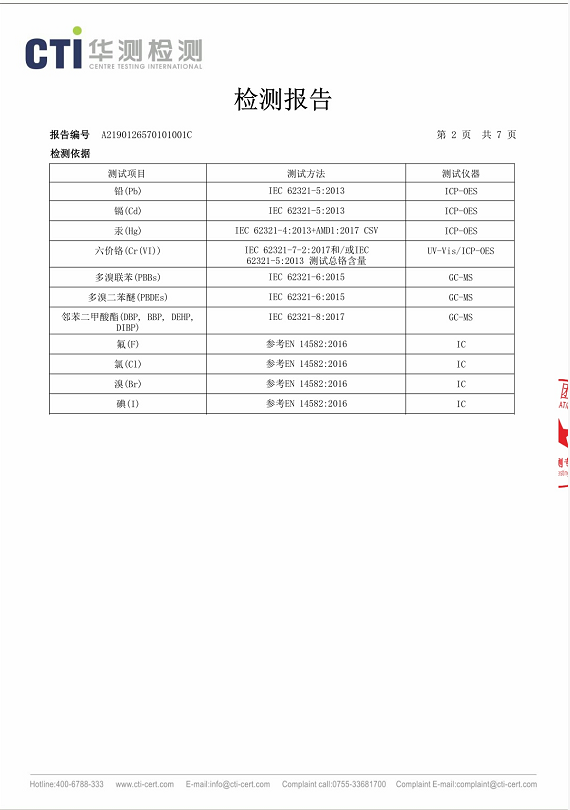 CTI 华测检测
CENTRE TESTING INTERNATIONAL
检测报告
报告编号 A2190126570101001C 第 2 页 共 7 页
检测依据
测试项目 测试方法 测试仪器
铅(Pb) IEC 62321-5:2013 ICP-OES
镉(Cd) IEC 62321-5:2013 ICP-OES
汞(Hg) IEC 62321-4:2013+AMD1:2017 CSV ICP-OES
六价铬(Cr(VI)) IEC 62321-7-2:2017和/或IEC UV-Vis/ICP-OES
62321-5:2013 测试总铬含量
多溴联苯(PBBs) IEC 62321-6:2015 GC-MS
多溴二苯醚(PBDEs) IEC 62321-6:2015 GC-MS
邻苯二甲酸酯(DBP, BBP, DEHP, IEC 62321-8:2017 GC-MS
DIBP)
氟(F) 参考EN 14582:2016 IC
氯(Cl) 参考EN 14582:2016 IC
溴(Br) 参考EN 14582:2016 IC
碘(I) 参考EN 14582:2016 IC
Hotline:400-6788-333 www.cti-cert.com E-mail:info@cti-cert.com Complaint call:0755-33681700 Complaint E-mail:complaint@cti-cert.com